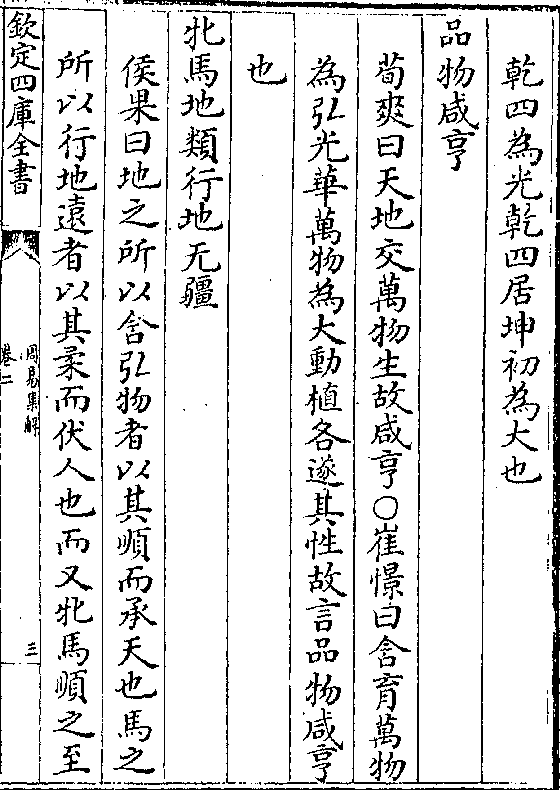 乾四為光乾四居坤初為大也
品物咸亨
荀爽曰天地交萬物生故咸亨○崔憬曰含育萬物
為弘光華萬物為大動植各遂其性故言品物咸亨
也
牝馬地類行地无疆
侯果曰地之所以含弘物者以其順而承天也馬之
所以行地遠者以其柔而伏人也而又牝馬順之至
欽定四庫全書
周易集解
卷二
三